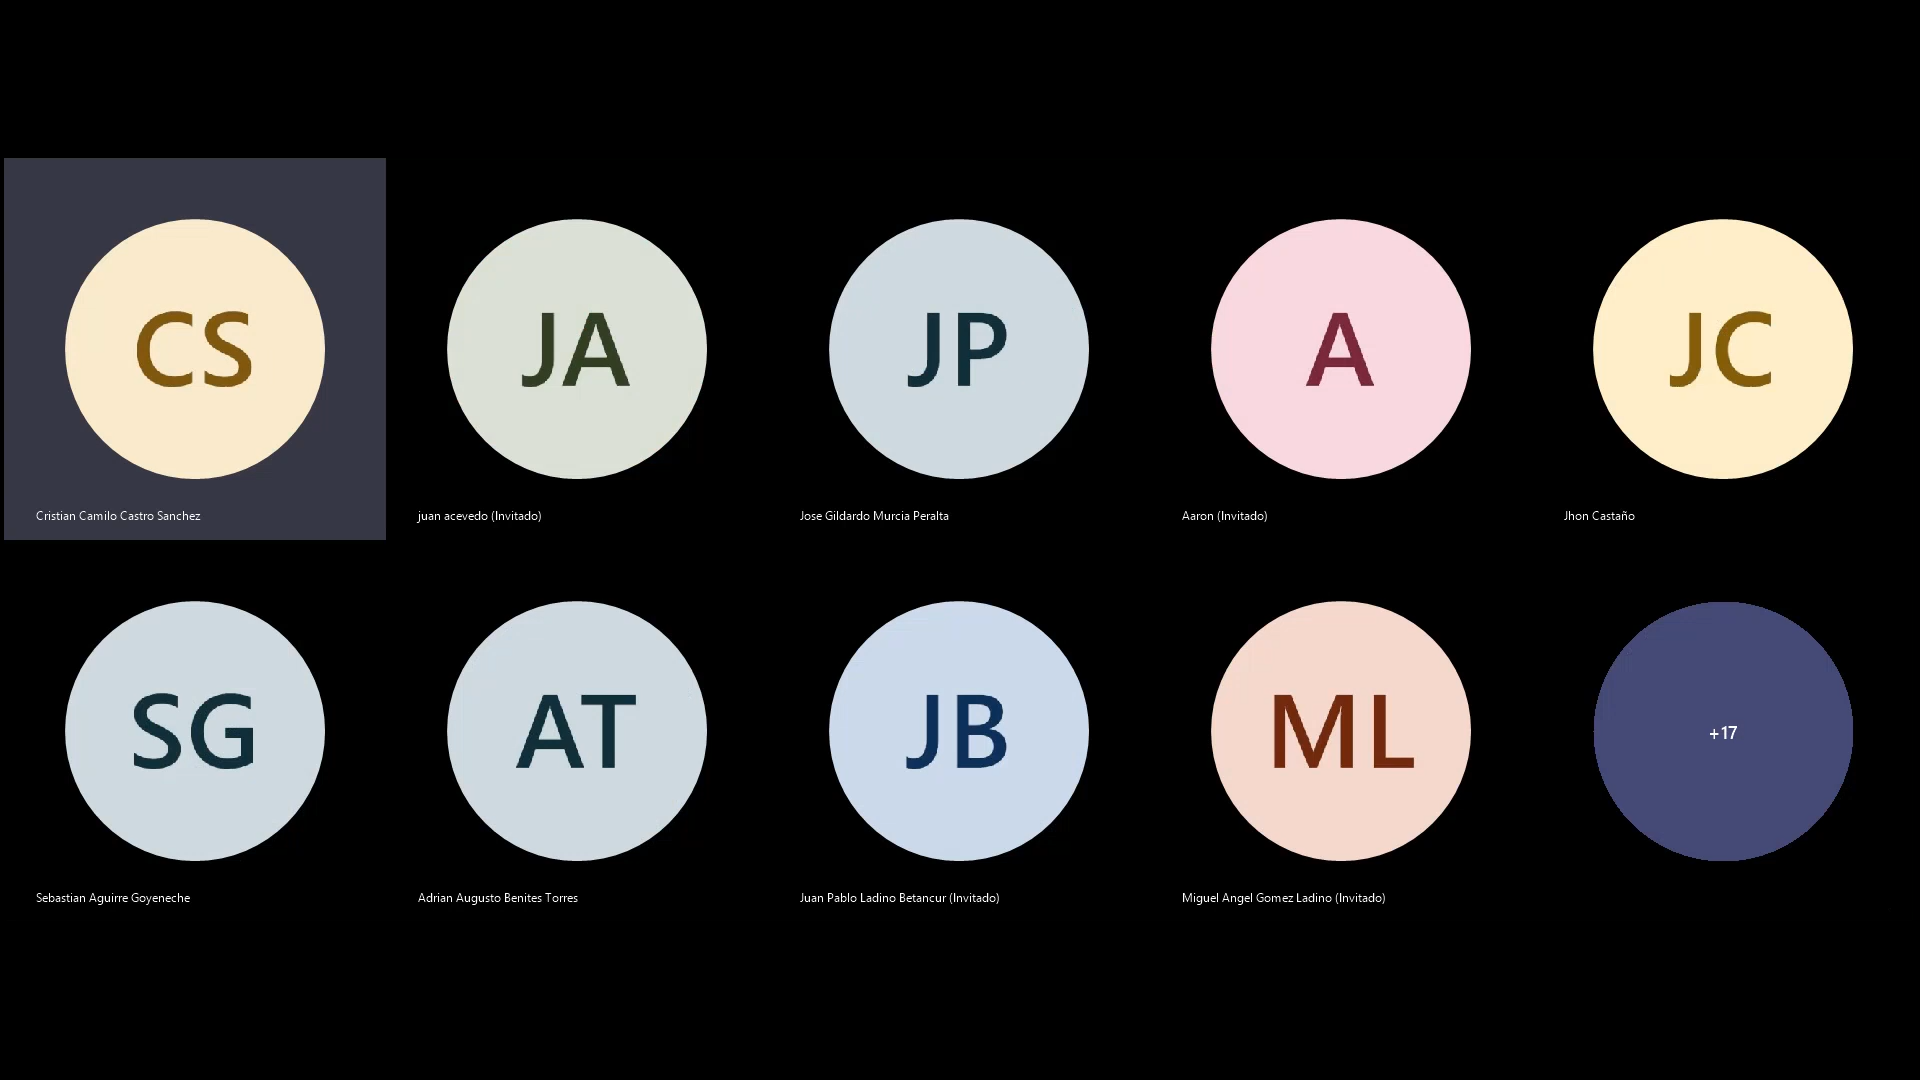 CS
JA
JP
A
JC
Cristian Camilo Castro Sanchez
juan acevedo (Invitado)
Jose Gildardo Murcia Peralta
Aaron (Invitado)
Jhon Castaño
SG
AT
JB
ML
+17
Sebastian Aguirre Goyeneche
Adrian Augusto Benites Torres
Juan Pablo Ladino Betancur (Invitado)
Miguel Angel Gomez Ladino (Invitado)